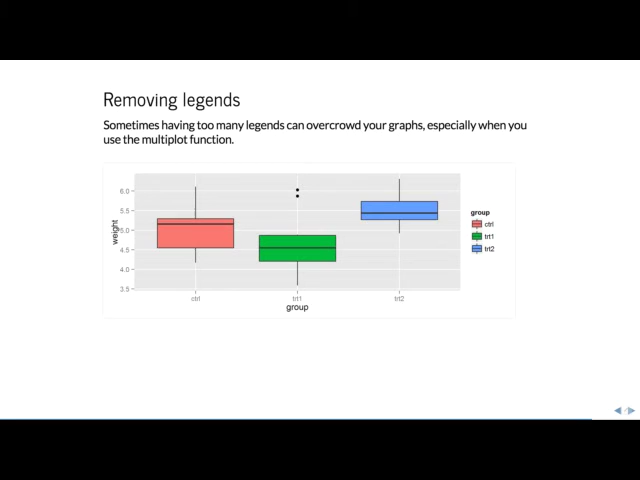 Removing legends
Sometimes having too many legends can overcrowd your graphs, especially when you
use the multiplot function.
6.0
5.5
5.0
4.5
4.0
3.5
weight
ctrl
trt1
trt2
group
group
ctrl
trt1
trt2